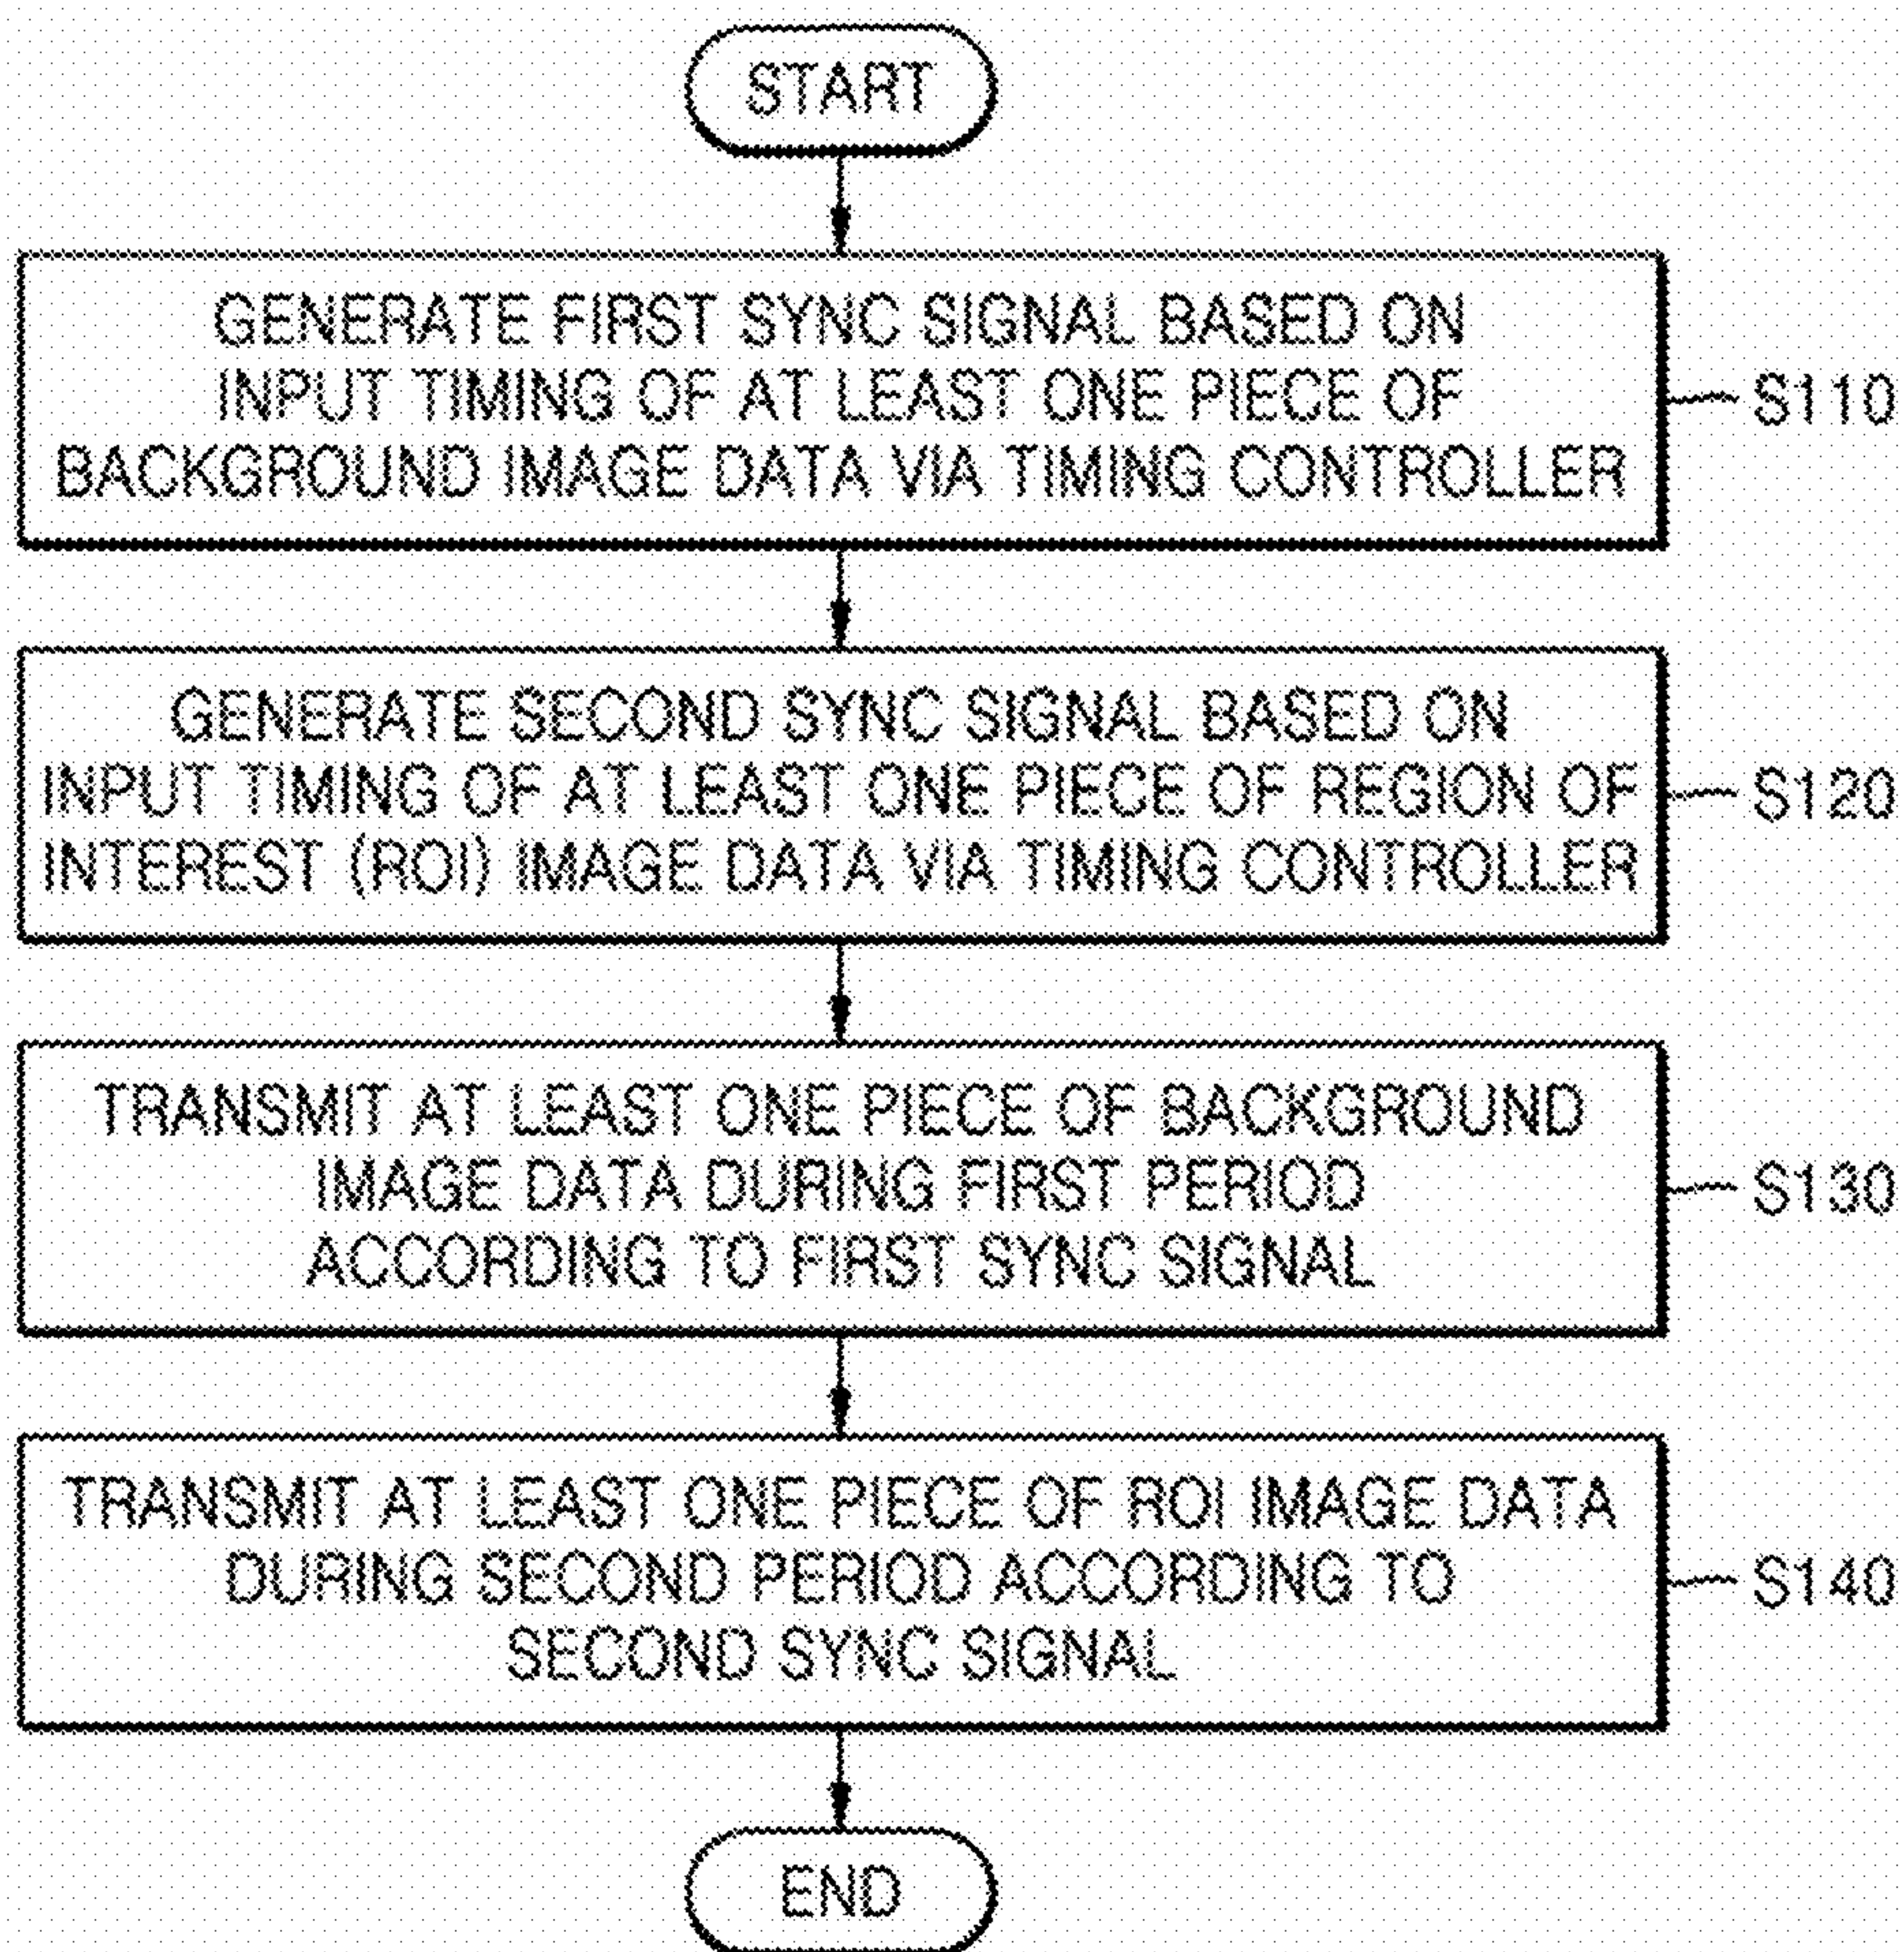 START
GENERATE FIRST SYNC SIGNAL BASED ON
INPUT TIMING OF AT LEAST ONE PIECE OF
BACKGROUND IMAGE DATA VIA TIMING CONTROLLER
S110
GENERATE SECOND SYNC SIGNAL BASED ON
INPUT TIMING OF AT LEAST ONE PIECE OF REGION OF
INTEREST (ROI) IMAGE DATA VIA TIMING CONTROLLER
S120
TRANSMIT AT LEAST ONE PIECE OF BACKGROUND
IMAGE DATA DURING FIRST PERIOD
ACCORDING TO FIRST SYNC SIGNAL
S130
TRANSMIT AT LEAST ONE PIECE OF ROI IMAGE DATA
DURING SECOND PERIOD ACCORDING TO
SECOND SYNC SIGNAL
S140
END